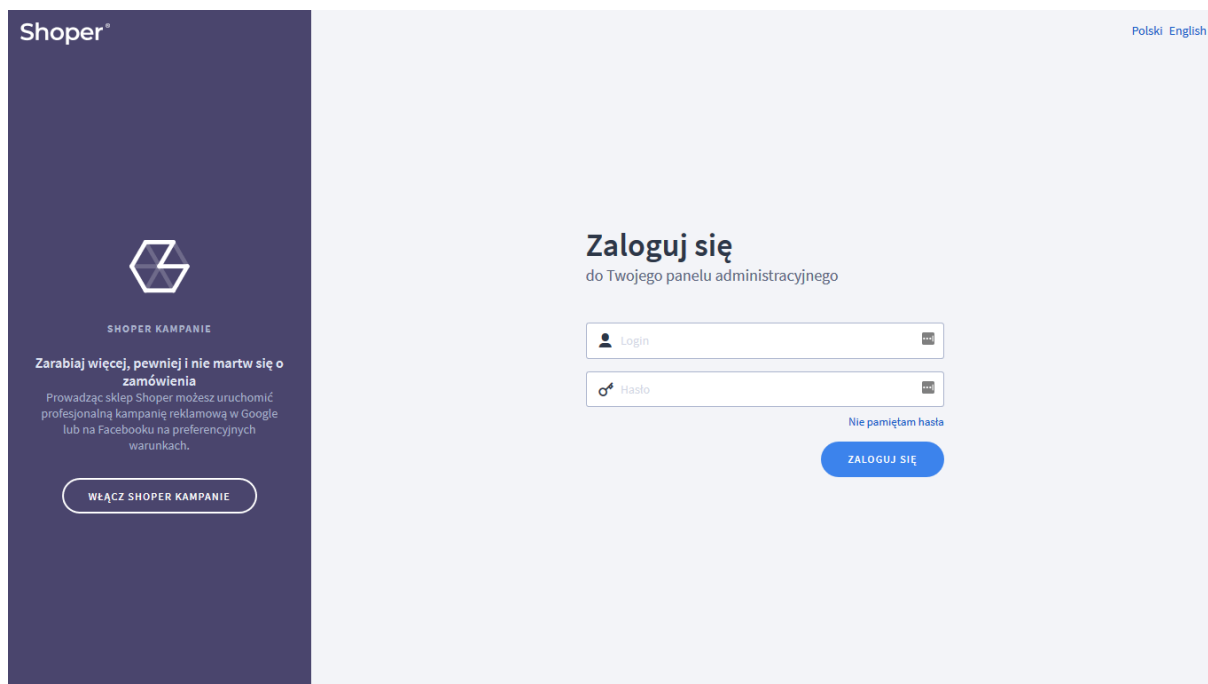 Shoper®
Polski English
SHOPER KAMPANIE
Zarabiaj więcej, pewniej i nie martw się o
zamówienia
Prowadząc sklep Shoper możesz uruchomić
profesjonalną kampanię reklamową w Google
lub na Facebooku na preferencyjnych
warunkach.
WŁĄCZ SHOPER KAMPANIE
Zaloguj się
do Twojego panelu administracyjnego
Login
Hasło
Nie pamiętam hasła
ZALOGUJ SIĘ